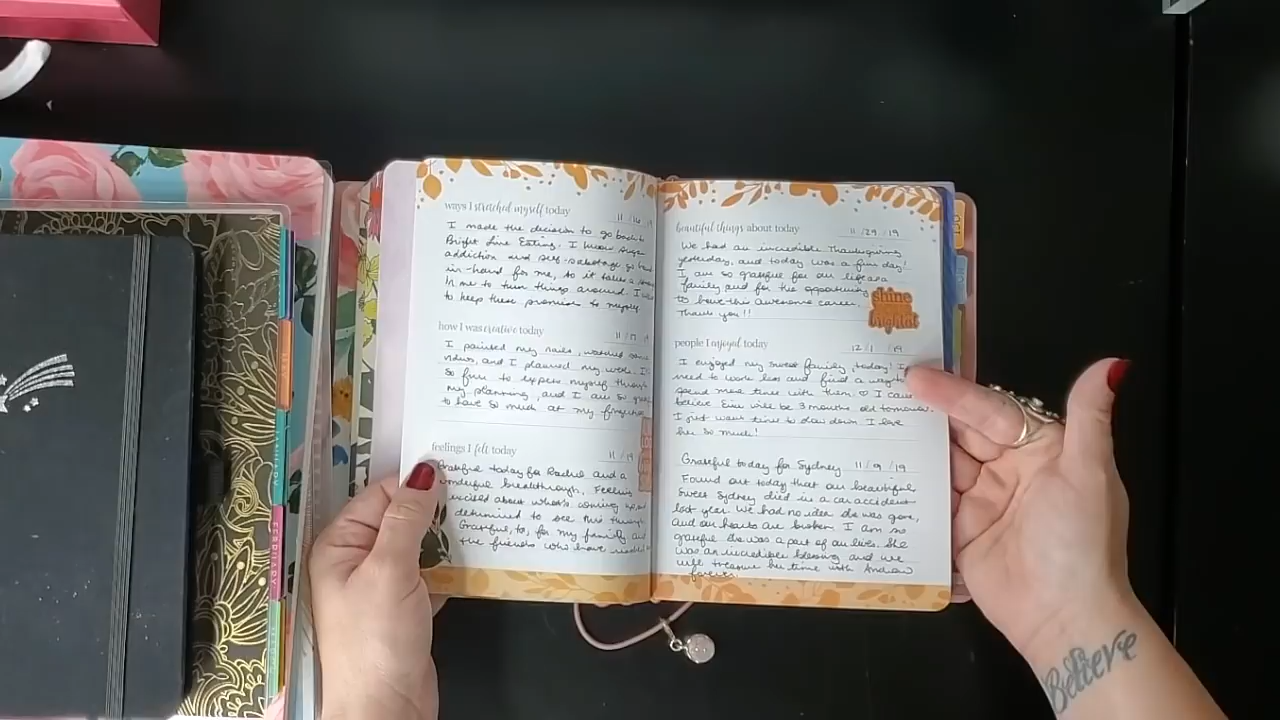 ways I stretched myself today
11 /16 /
I made the decision to go back to
Bright Line Eating. I know sugar
addiction and self-sabotage go hand
in-hand for me, so it takes a
in me to turn things around. I
to keep these promises to myself.
how I was creative today
11 / 17 /
I painted my nails, watched some
videos, and I planned my week. It's
so fun to express myself through
my planning, and I am so
to have so much at my fingertips
feelings I felt today
11 / 19
Grateful today for Rachel and a
wonderful breakthrough. Feeling
excited about what's coming up, and
determined to see this through.
Grateful, to, for my family and
the friends who have
beautiful things about today
11 / 29 / 19
We had an incredible Thanksgiving
yesterday, and today was a fun day!
I am so grateful for our life as a
family and for the opportunity
to have this awesome career.
Thank you!!
shine
bright
people I enjoyed today
12 / 1 / 19
I enjoyed my sweet family today! I
need to work less and find a way to
spend more time with them. ♡ I can't
believe will be 3 months old tomorrow.
I just want time to slow down. I love
her so much!
Grateful today for Sydney 11 / 9 / 19
Found out today that our beautiful
Sweet Sydney died in a car accident
last year. We had no idea she was gone,
and our hearts are broken. I am so
grateful she was a part of our lives. She
was an incredible blessing and we
will treasure her time with Andrew
forever.
JANUARY
FEBRUARY
Believe